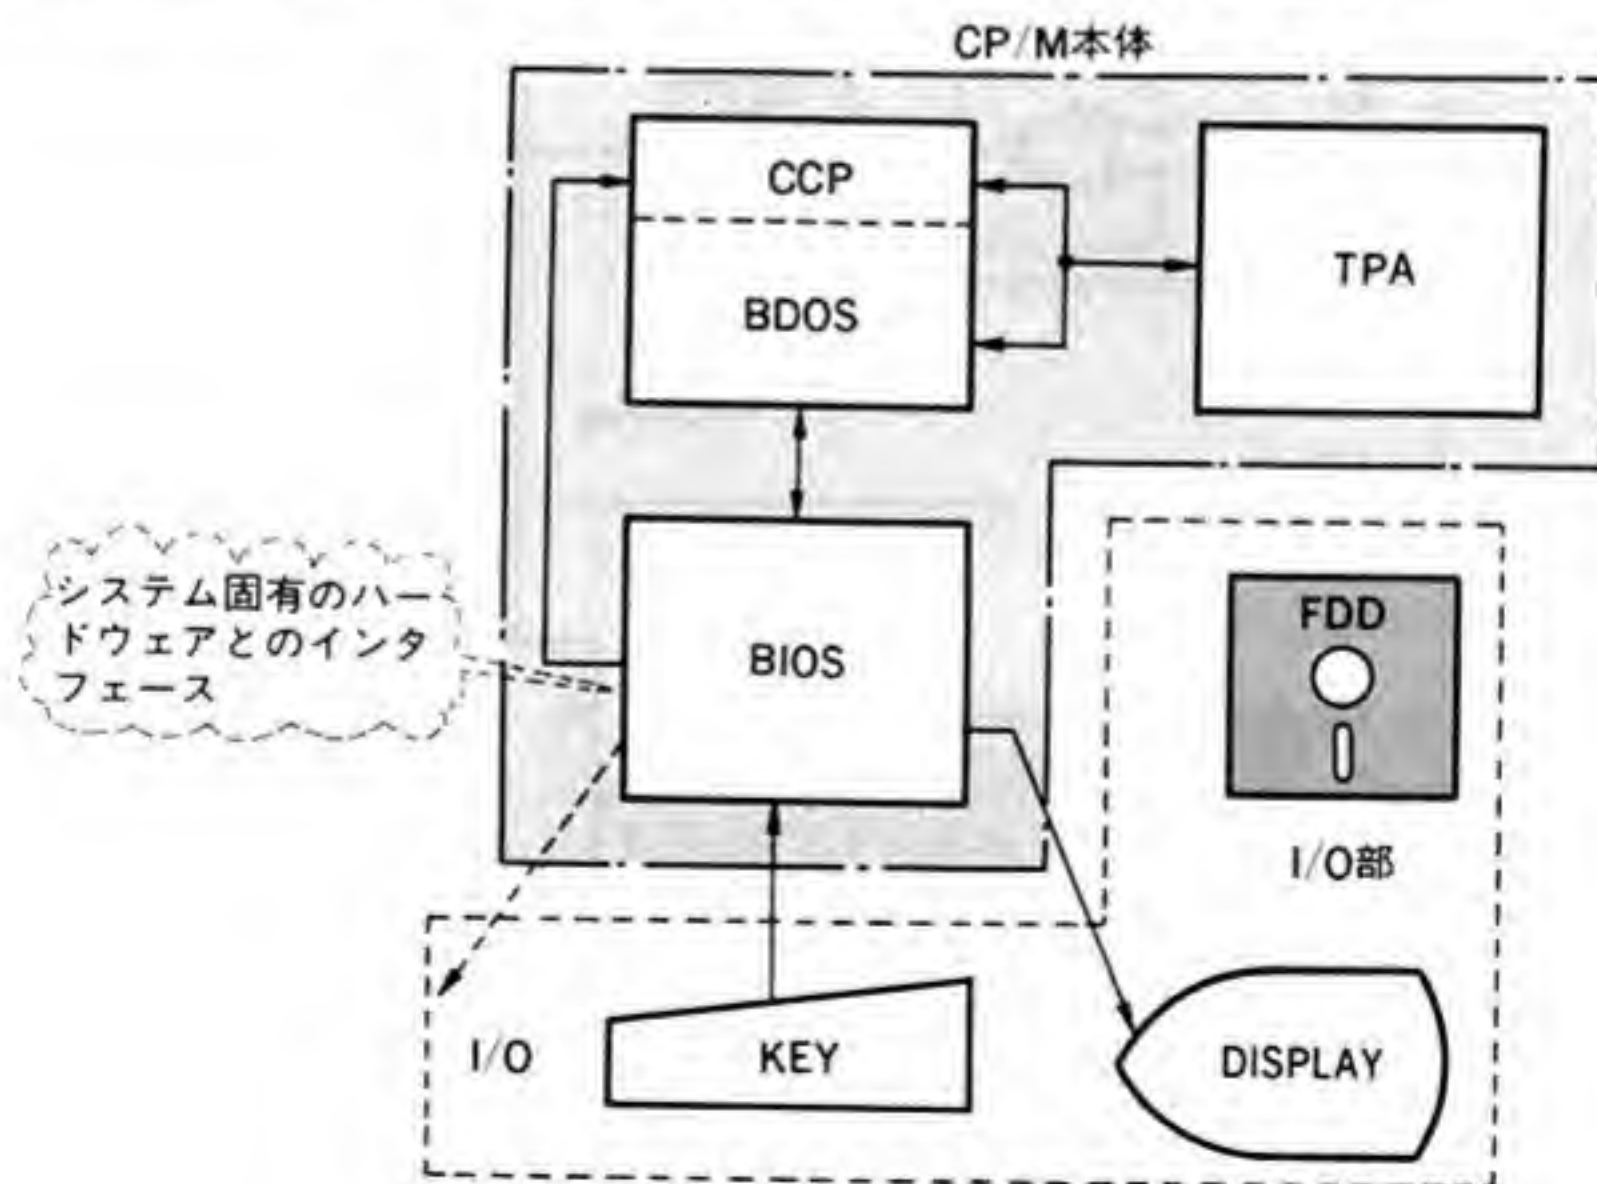 CP/M本体
CCP
BDOS
TPA
BIOS
システム固有のハー
ドウェアとのインタ
フェース
FDD
I/O部
I/O
KEY
DISPLAY